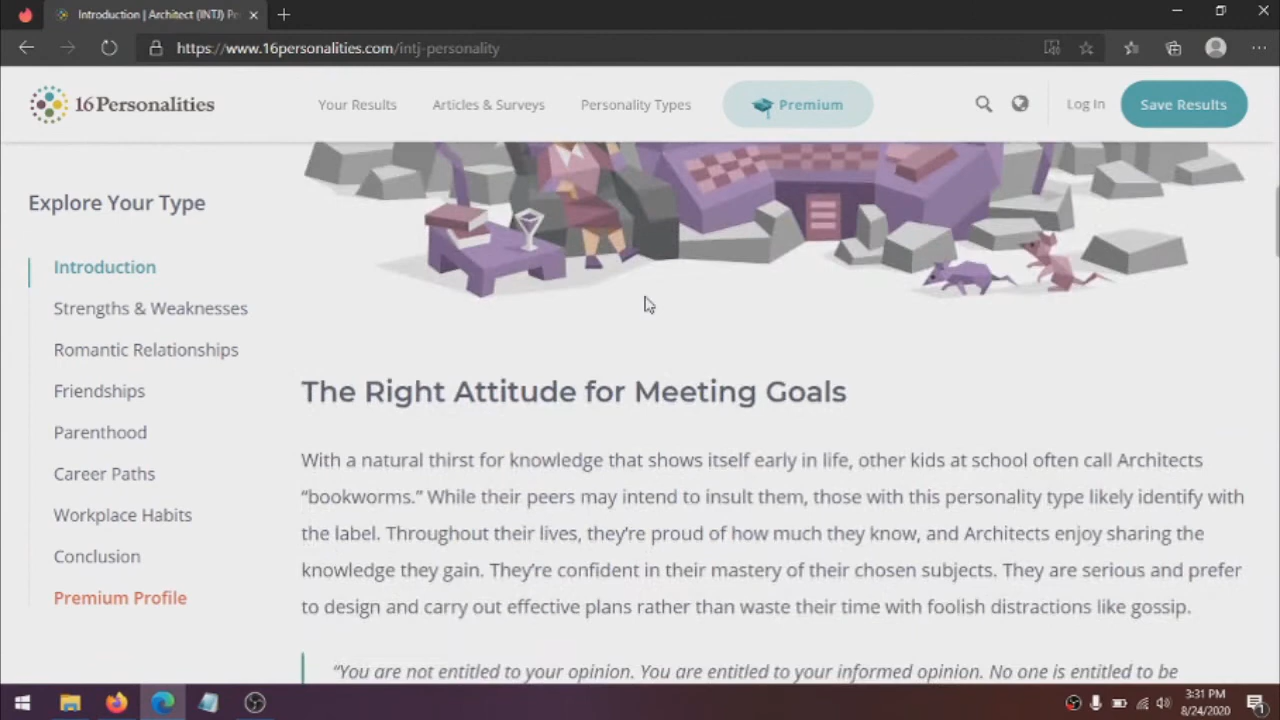 Introduction | Architect (INTJ) Pe
https://www.16personalities.com/intj-personality
16Personalities
Your Results
Articles & Surveys
Personality Types
Premium
Log In
Save Results
Explore Your Type
Introduction
Strengths & Weaknesses
Romantic Relationships
Friendships
Parenthood
Career Paths
Workplace Habits
Conclusion
Premium Profile
The Right Attitude for Meeting Goals
With a natural thirst for knowledge that shows itself early in life, other kids at school often call Architects
“bookworms.” While their peers may intend to insult them, those with this personality type likely identify with
the label. Throughout their lives, they’re proud of how much they know, and Architects enjoy sharing the
knowledge they gain. They’re confident in their mastery of their chosen subjects. They are serious and prefer
to design and carry out effective plans rather than waste their time with foolish distractions like gossip.
“You are not entitled to your opinion. You are entitled to your informed opinion. No one is entitled to be
3:31 PM
8/24/2020
1